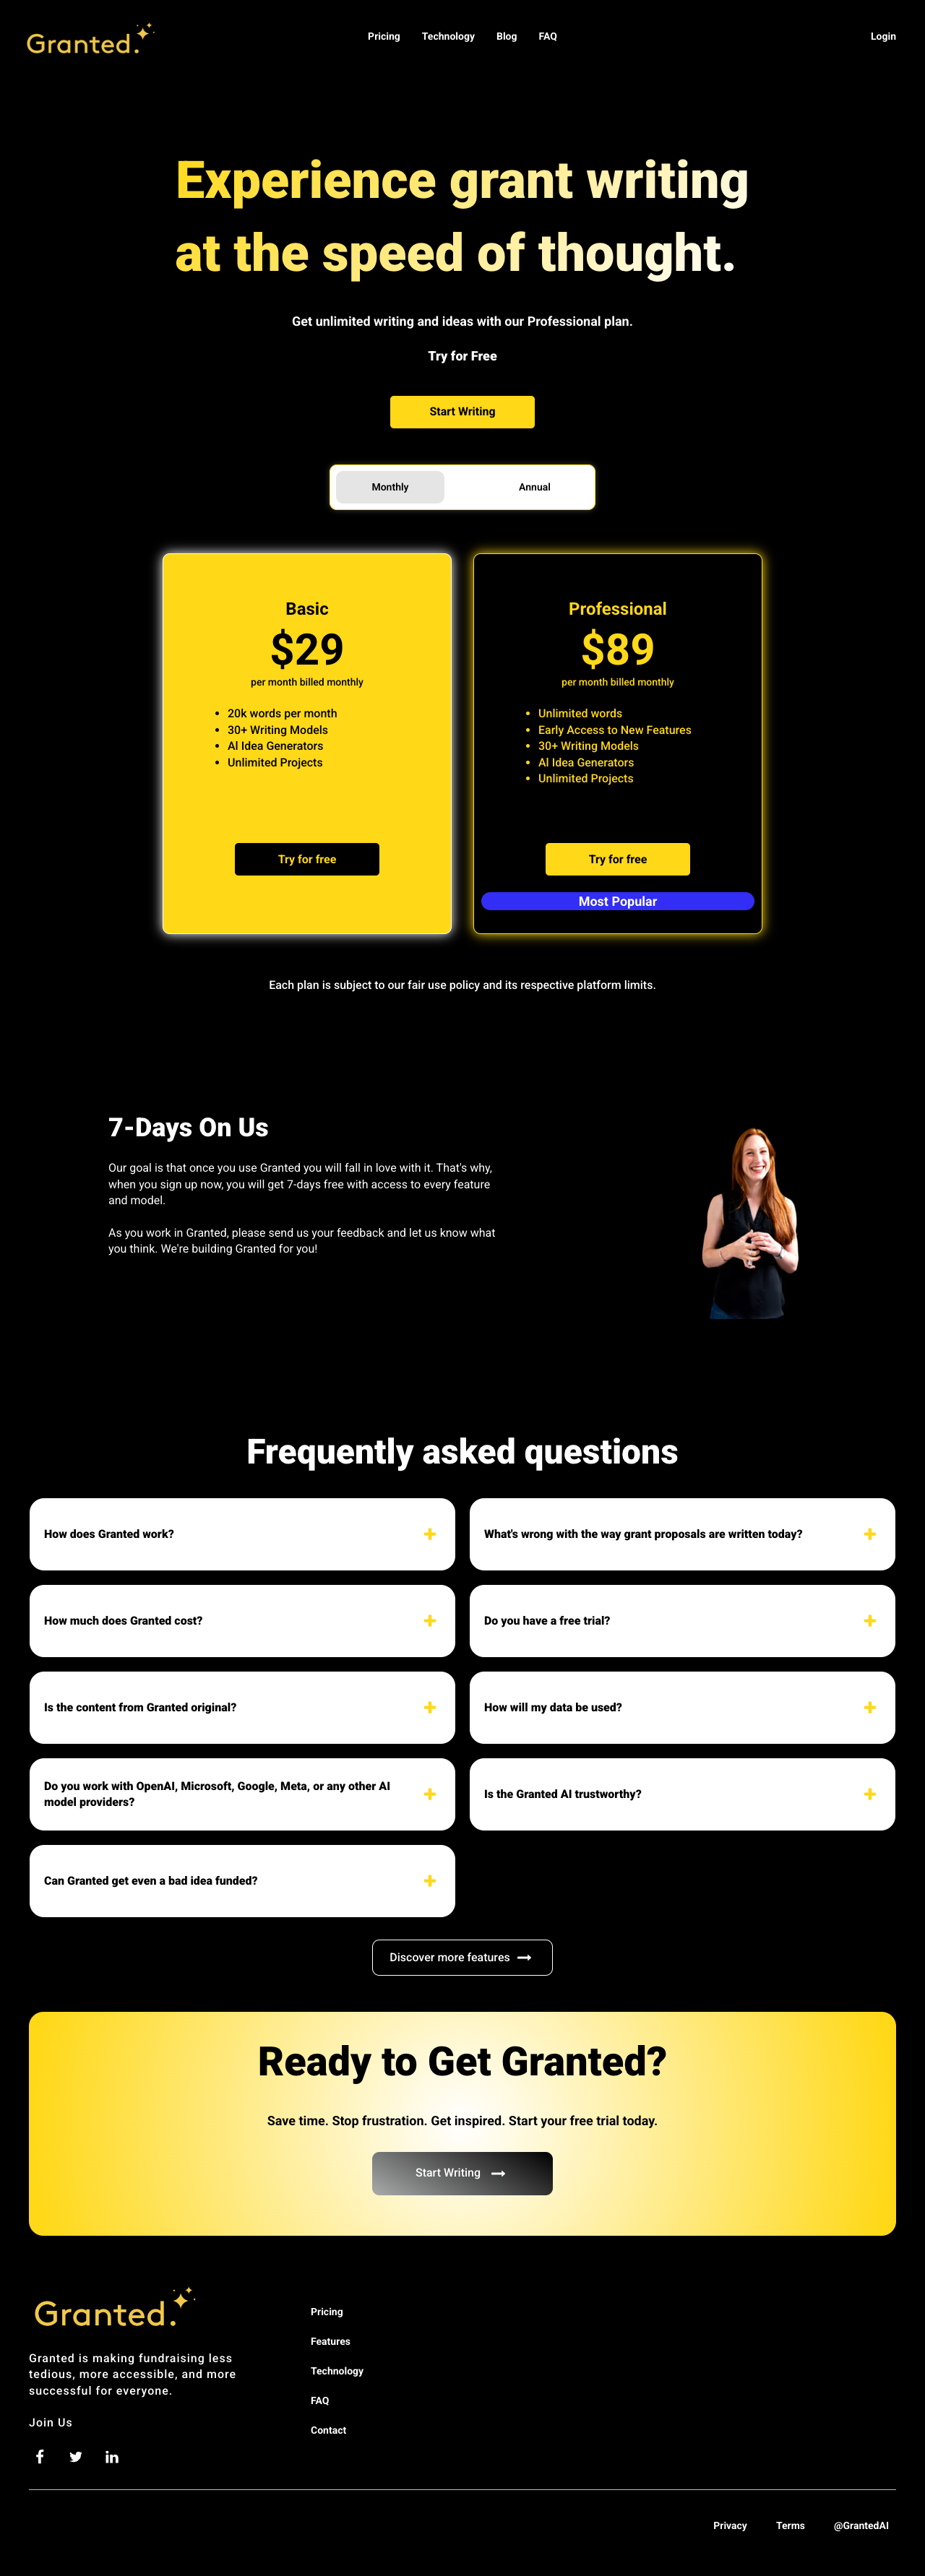 Granted.
Pricing
Technology
Blog
FAQ
Login
Experience grant writing
at the speed of thought.
Get unlimited writing and ideas with our Professional plan.
Try for Free
Start Writing
Monthly
Annual
Basic
$29
per month billed monthly
• 20k words per month
• 30+ Writing Models
• AI Idea Generators
• Unlimited Projects
Try for free
Professional
$89
per month billed monthly
• Unlimited words
• Early Access to New Features
• 30+ Writing Models
• AI Idea Generators
• Unlimited Projects
Try for free
Most Popular
Each plan is subject to our fair use policy and its respective platform limits.
7-Days On Us
Our goal is that once you use Granted you will fall in love with it. That's why,
when you sign up now, you will get 7-days free with access to every feature
and model.
As you work in Granted, please send us your feedback and let us know what
you think. We're building Granted for you!
Frequently asked questions
How does Granted work?
What's wrong with the way grant proposals are written today?
How much does Granted cost?
Do you have a free trial?
Is the content from Granted original?
How will my data be used?
Do you work with OpenAI, Microsoft, Google, Meta, or any other AI
model providers?
Is the Granted AI trustworthy?
Can Granted get even a bad idea funded?
Discover more features
Ready to Get Granted?
Save time. Stop frustration. Get inspired. Start your free trial today.
Start Writing
Granted.
Granted is making fundraising less
tedious, more accessible, and more
successful for everyone.
Join Us
Pricing
Features
Technology
FAQ
Contact
Privacy
Terms
@GrantedAI